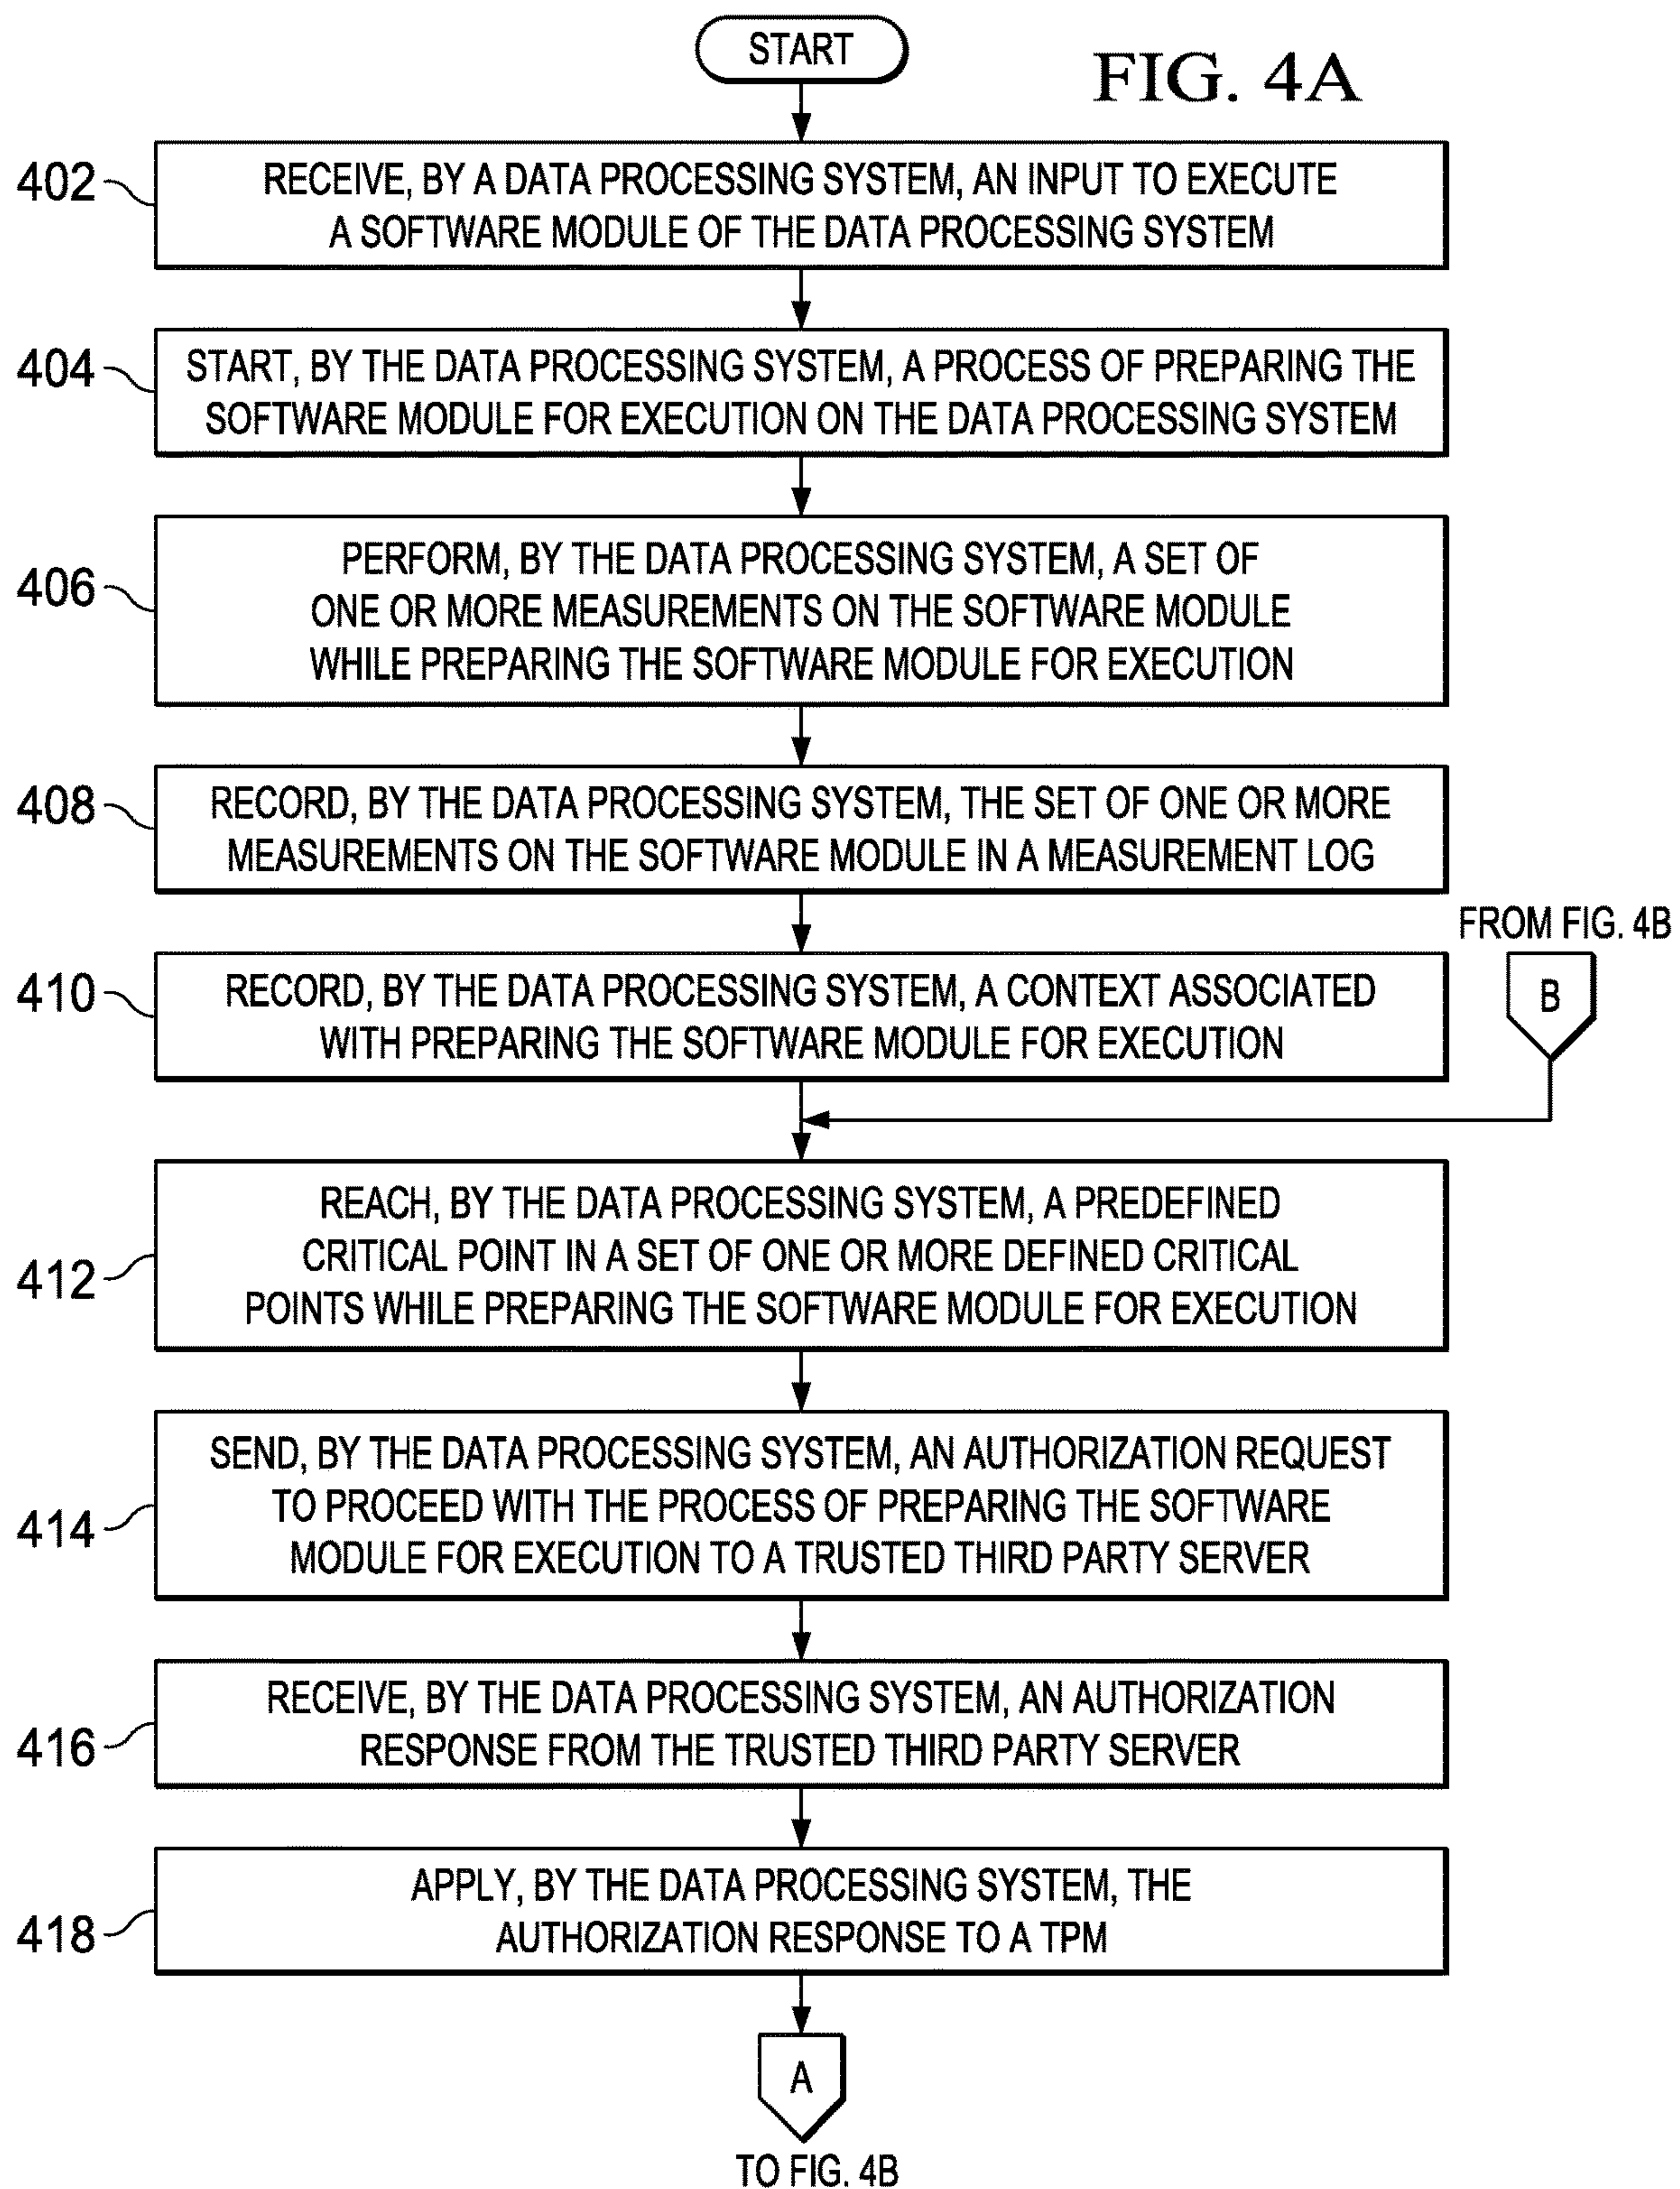 START
FIG. 4A
402
RECEIVE, BY A DATA PROCESSING SYSTEM, AN INPUT TO EXECUTE
A SOFTWARE MODULE OF THE DATA PROCESSING SYSTEM
404
START, BY THE DATA PROCESSING SYSTEM, A PROCESS OF PREPARING THE
SOFTWARE MODULE FOR EXECUTION ON THE DATA PROCESSING SYSTEM
406
PERFORM, BY THE DATA PROCESSING SYSTEM, A SET OF
ONE OR MORE MEASUREMENTS ON THE SOFTWARE MODULE
WHILE PREPARING THE SOFTWARE MODULE FOR EXECUTION
408
RECORD, BY THE DATA PROCESSING SYSTEM, THE SET OF ONE OR MORE
MEASUREMENTS ON THE SOFTWARE MODULE IN A MEASUREMENT LOG
FROM FIG. 4B
B
410
RECORD, BY THE DATA PROCESSING SYSTEM, A CONTEXT ASSOCIATED
WITH PREPARING THE SOFTWARE MODULE FOR EXECUTION
412
REACH, BY THE DATA PROCESSING SYSTEM, A PREDEFINED
CRITICAL POINT IN A SET OF ONE OR MORE DEFINED CRITICAL
POINTS WHILE PREPARING THE SOFTWARE MODULE FOR EXECUTION
414
SEND, BY THE DATA PROCESSING SYSTEM, AN AUTHORIZATION REQUEST
TO PROCEED WITH THE PROCESS OF PREPARING THE SOFTWARE
MODULE FOR EXECUTION TO A TRUSTED THIRD PARTY SERVER
416
RECEIVE, BY THE DATA PROCESSING SYSTEM, AN AUTHORIZATION
RESPONSE FROM THE TRUSTED THIRD PARTY SERVER
418
APPLY, BY THE DATA PROCESSING SYSTEM, THE
AUTHORIZATION RESPONSE TO A TPM
A
TO FIG. 4B